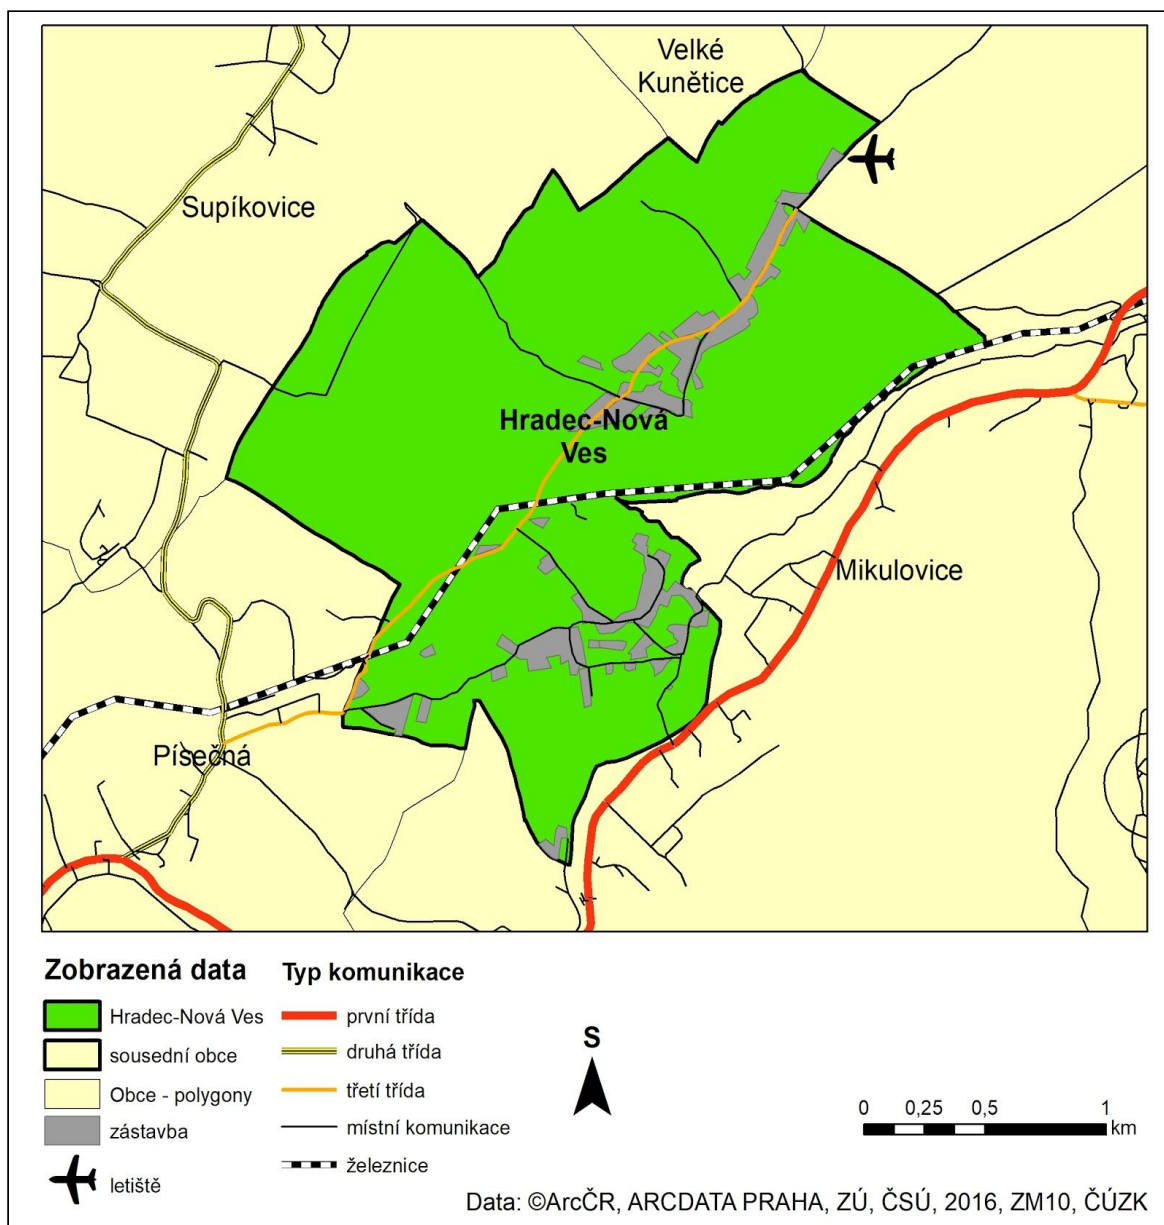 Velké
Kunětice
Supíkovice
Hradec-Nová
Ves
Mikulovice
Písečná
Zobrazená data
Hradec-Nová Ves
sousední obce
Obce - polygony
zástavba
letiště
Typ komunikace
první třída
druhá třída
třetí třída
místní komunikace
železnice
S
0 0,25 0,5 1
km
Data: ©ArcČR, ARCDATA PRAHA, ZÚ, ČSÚ, 2016, ZM10, ČÚZK